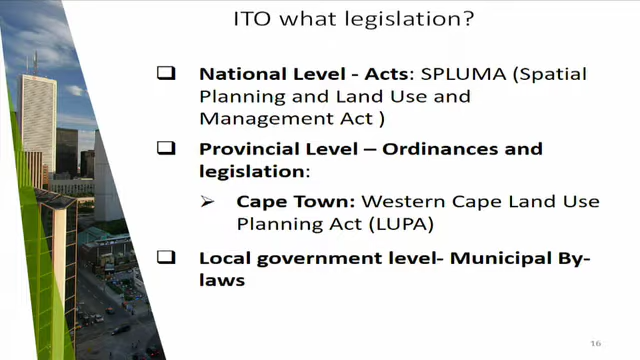 ITO what legislation?
National Level - Acts: SPLUMA (Spatial
Planning and Land Use and
Management Act )
Provincial Level – Ordinances and
legislation:
Cape Town: Western Cape Land Use
Planning Act (LUPA)
Local government level- Municipal By-
laws
16